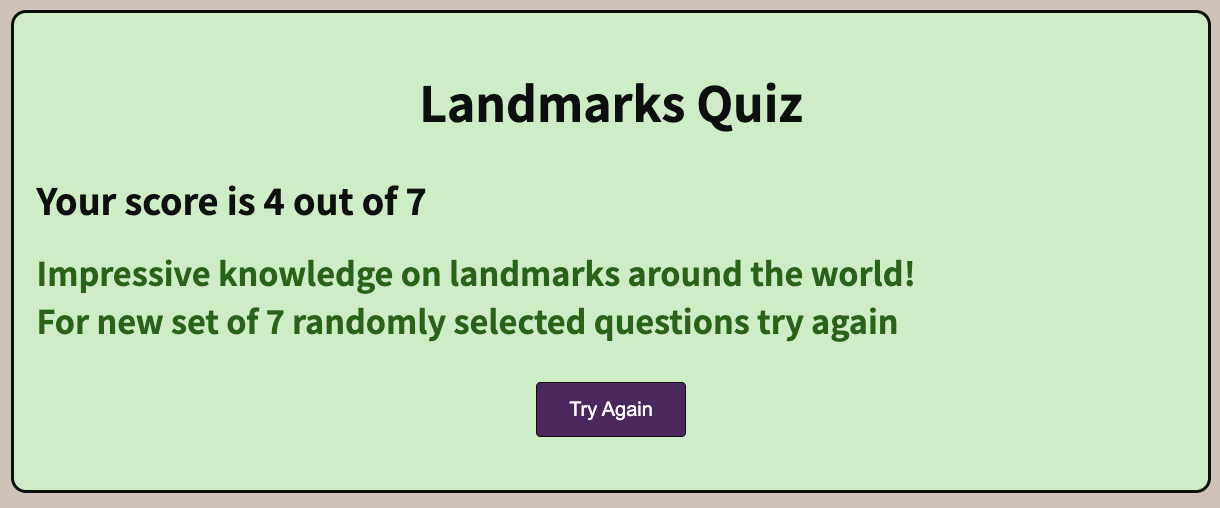 Landmarks Quiz
Your score is 4 out of 7
Impressive knowledge on landmarks around the world!
For new set of 7 randomly selected questions try again
Try Again